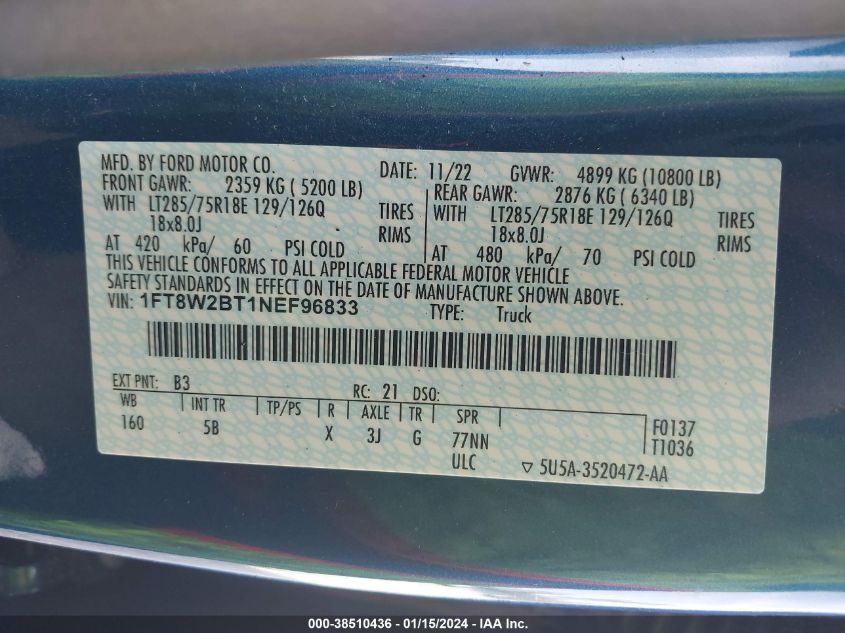 MFD. BY FORD MOTOR CO. DATE: 11/22 GVWR: 4899 KG (10800 LB)
FRONT GAWR: 2359 KG ( 5200 LB) REAR GAWR: 2876 KG ( 6340 LB)
WITH LT285/75R18E 129/126Q TIRES WITH LT285/75R18E 129/126Q TIRES
18x8.0J RIMS 18x8.0J RIMS
AT 420 kPa/ 60 PSI COLD AT 480 kPa/ 70 PSI COLD
THIS VEHICLE CONFORMS TO ALL APPLICABLE FEDERAL MOTOR VEHICLE
SAFETY STANDARDS IN EFFECT ON THE DATE OF MANUFACTURE SHOWN ABOVE.
VIN: 1FT8W2BT1NEF96833 TYPE: Truck
EXT PNT: B3 RC: 21 DSO:
WB INT TR TP/PS R AXLE TR SPR F0137
160 5B X 3J G 77NN T1036
ULC ▽ 5U5A-3520472-AA
000-38510436 - 01/15/2024 - IAA Inc.